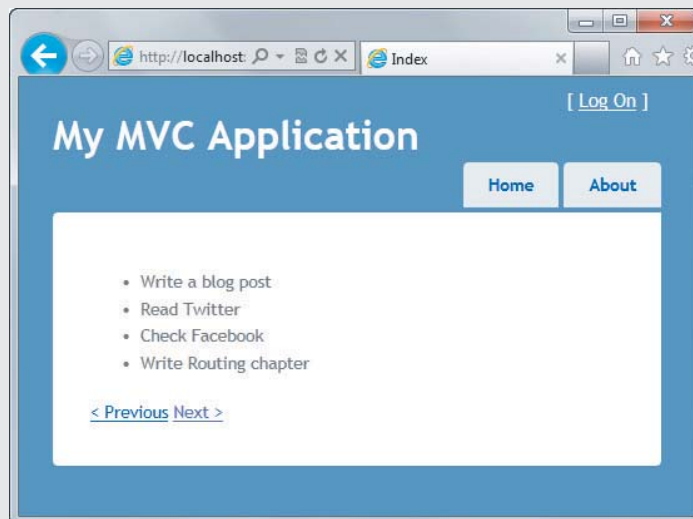 http://localhost:
Index
[ Log On ]
My MVC Application
Home
About
• Write a blog post
• Read Twitter
• Check Facebook
• Write Routing chapter
< Previous Next >